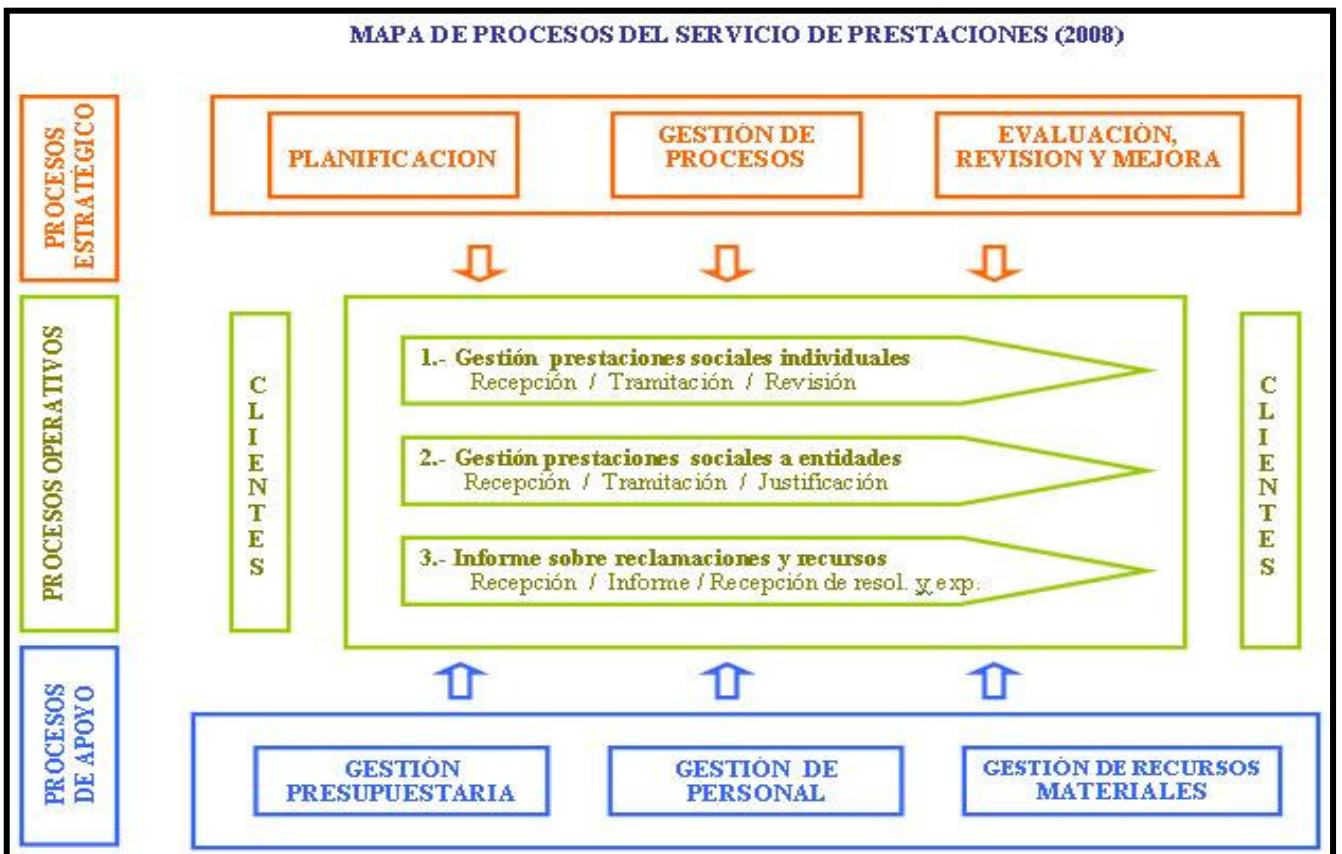 MAPA DE PROCESOS DEL SERVICIO DE PRESTACIONES (2008)
PROCESOS
ESTRATÉGICO
PLANIFICACION
GESTIÓN DE
PROCESOS
EVALUACIÓN,
REVISION Y MEJORA
PROCESOS OPERATIVOS
CLIENTES
1.- Gestión prestaciones sociales individuales
Recepción / Tramitación / Revisión
2.- Gestión prestaciones sociales a entidades
Recepción / Tramitación / Justificación
3.- Informe sobre reclamaciones y recursos
Recepción / Informe / Recepción de resol. y exp.
CLIENTES
PROCESOS
DE APOYO
GESTIÓN
PRESUPUESTARIA
GESTIÓN DE
PERSONAL
GESTIÓN DE RECURSOS
MATERIALES